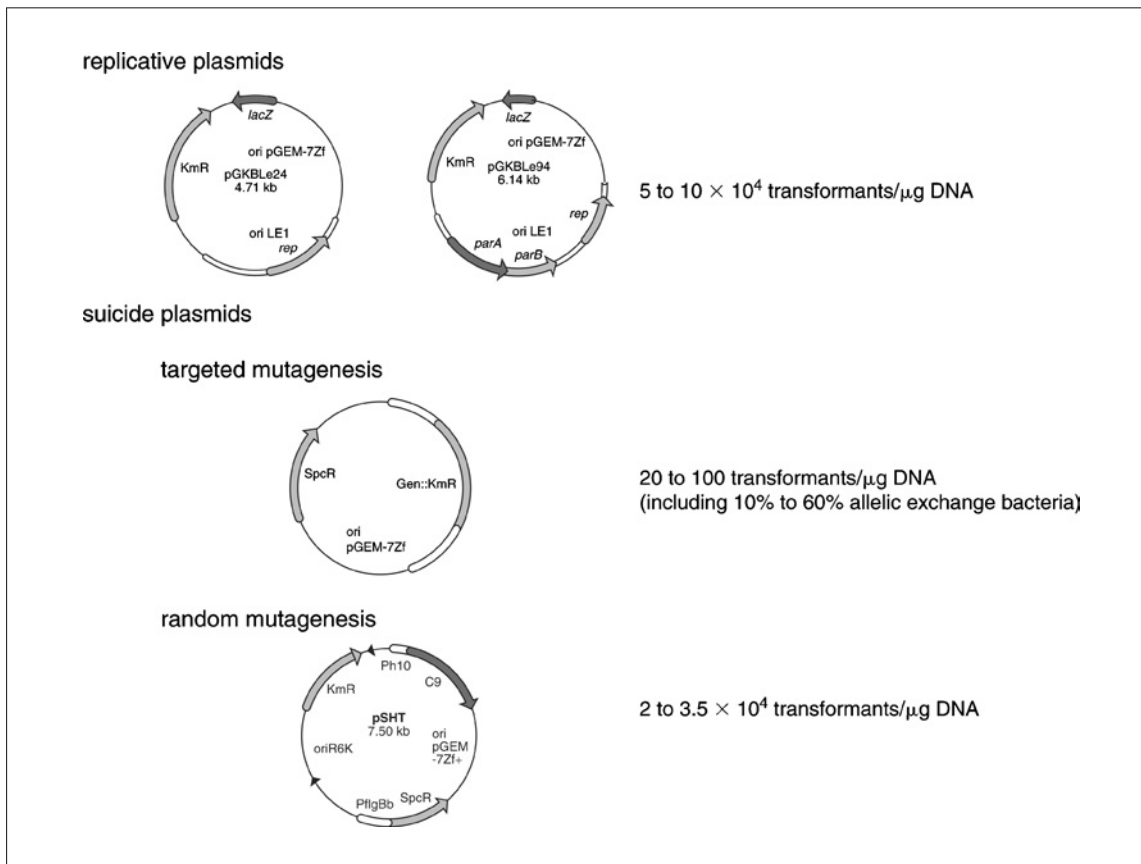 replicative plasmids
lacZ
KmR
ori pGEM-7Zf
pGKBLe24
4.71 kb
ori LE1
rep
lacZ
KmR
ori pGEM-7Zf
pGKBLe94
6.14 kb
ori LE1
rep
parA
parB
5 to 10 × 10⁴ transformants/μg DNA
suicide plasmids
targeted mutagenesis
SpcR
Gen::KmR
ori
pGEM-7Zf
20 to 100 transformants/μg DNA
(including 10% to 60% allelic exchange bacteria)
random mutagenesis
Ph10
KmR
C9
pSHT
7.50 kb
oriR6K
ori
pGEM
-7Zf+
PflgBb
SpcR
2 to 3.5 × 10⁴ transformants/μg DNA